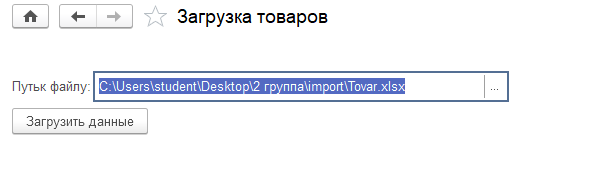 Загрузка товаров
Путьк файлу: C:\Users\student\Desktop\2 группа\import\Tovar.xlsx ...
Загрузить данные